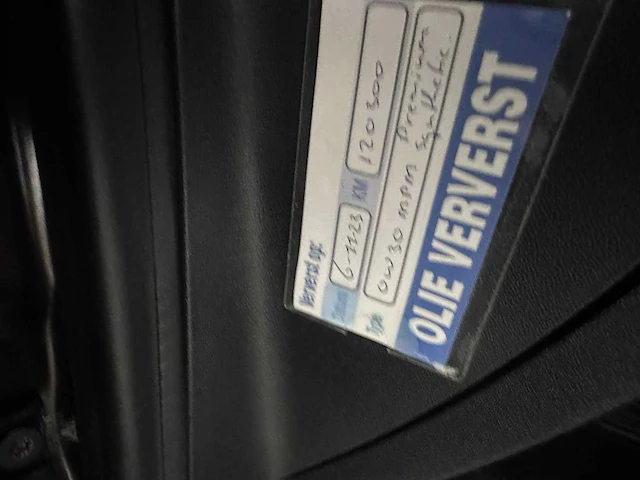 Ververst op:
Datum 6-11-23 KM 120300
Type 0W30 MPM Premium
Synthetic.
OLIE VERVERST